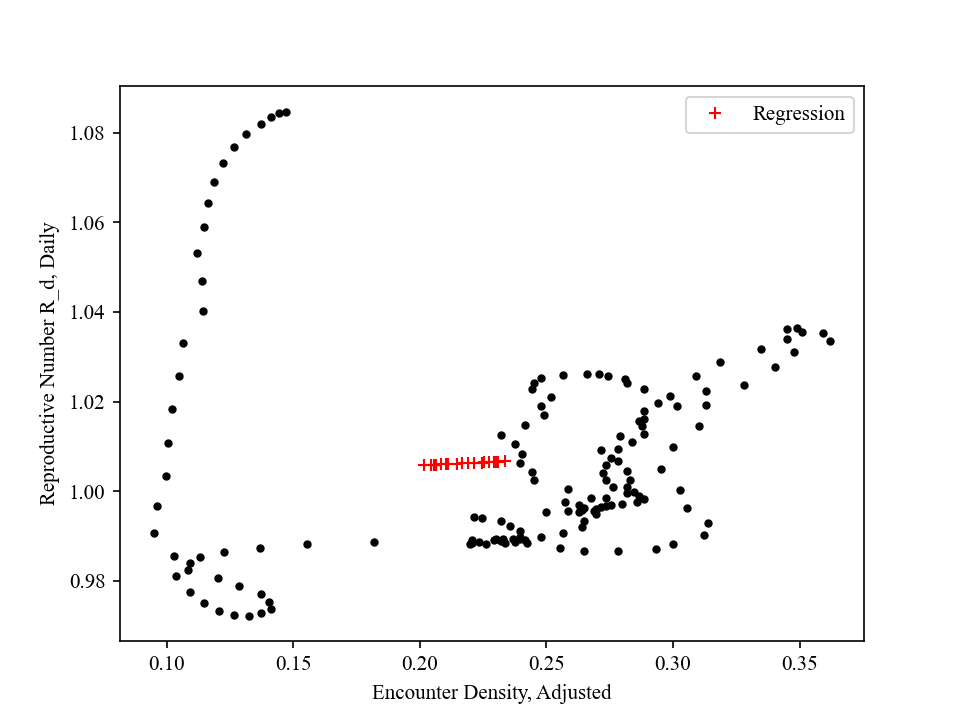 Regression
1.08
1.06
1.04
1.02
1.00
0.98
Reproductive Number R_d, Daily
0.10 0.15 0.20 0.25 0.30 0.35
Encounter Density, Adjusted